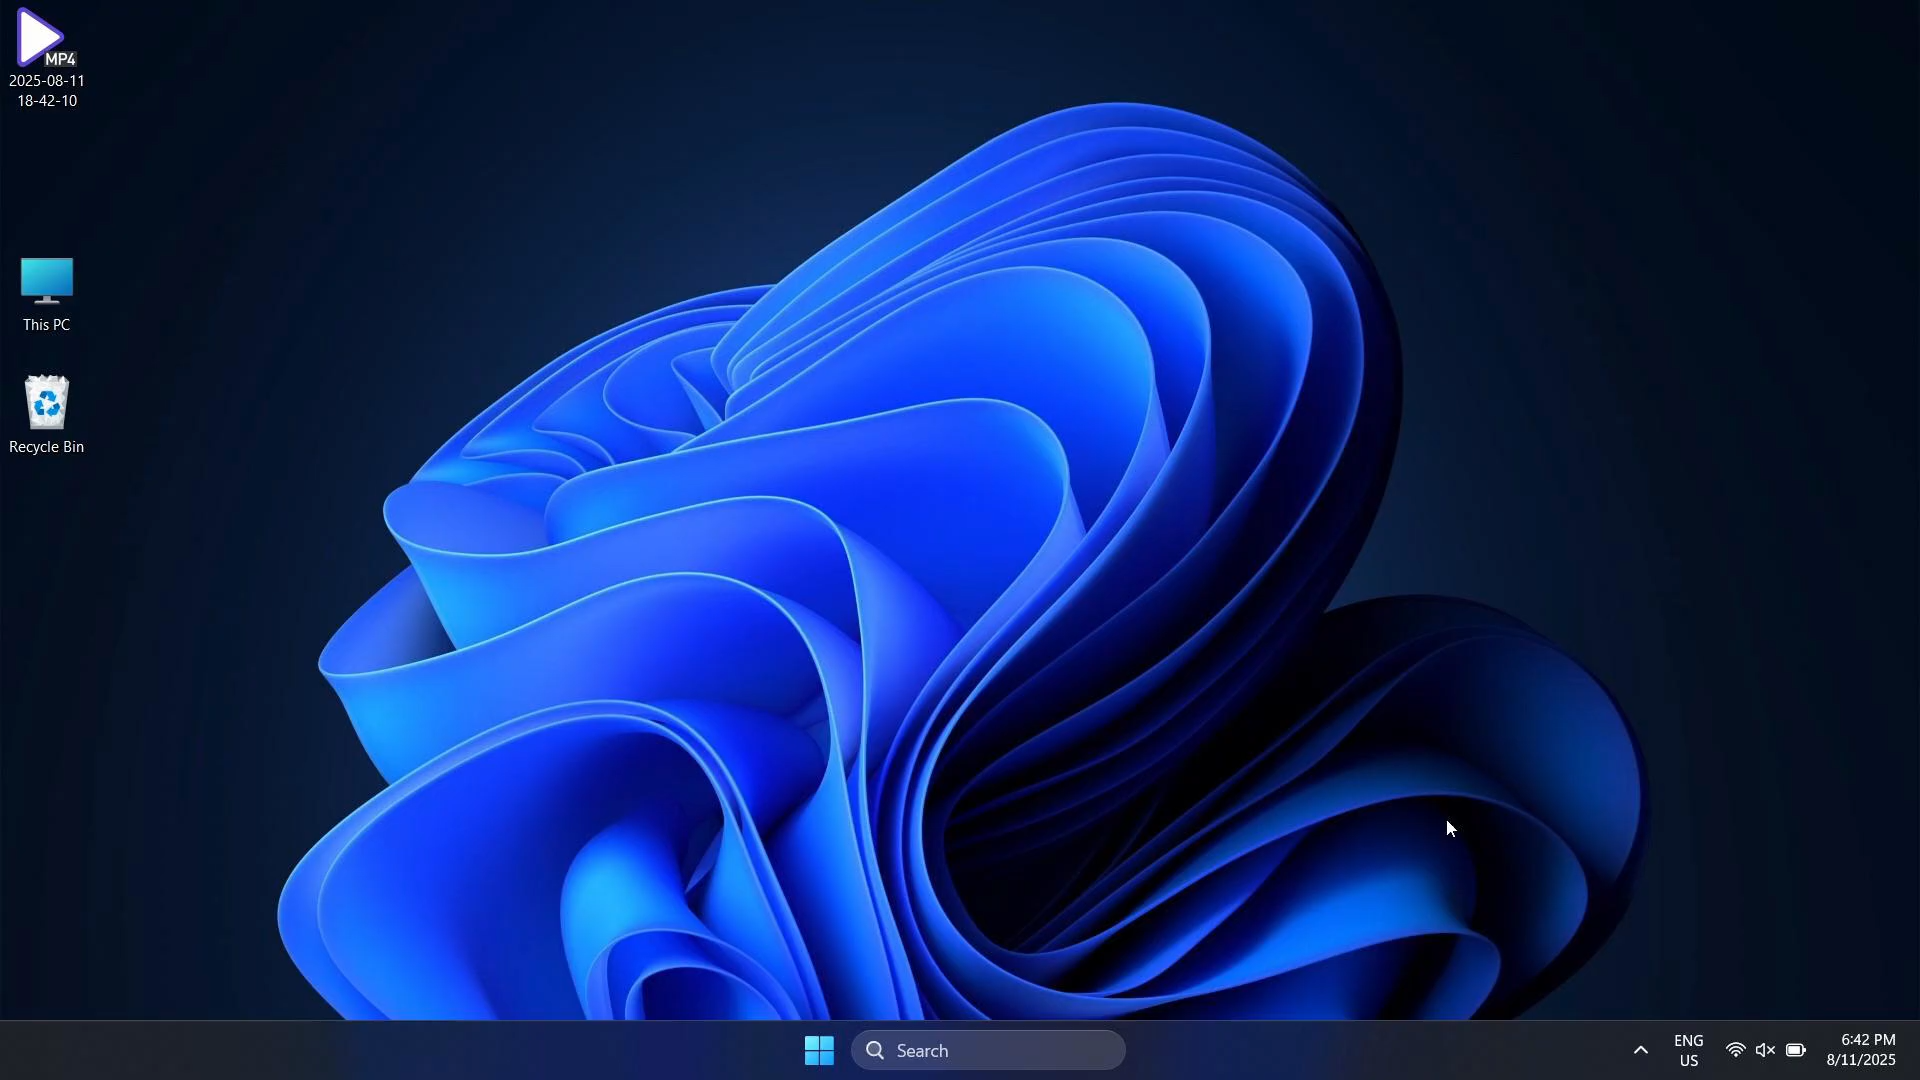 MP4
2025-08-11
18-42-10
This PC
Recycle Bin
Search
ENG
US
6:42 PM
8/11/2025